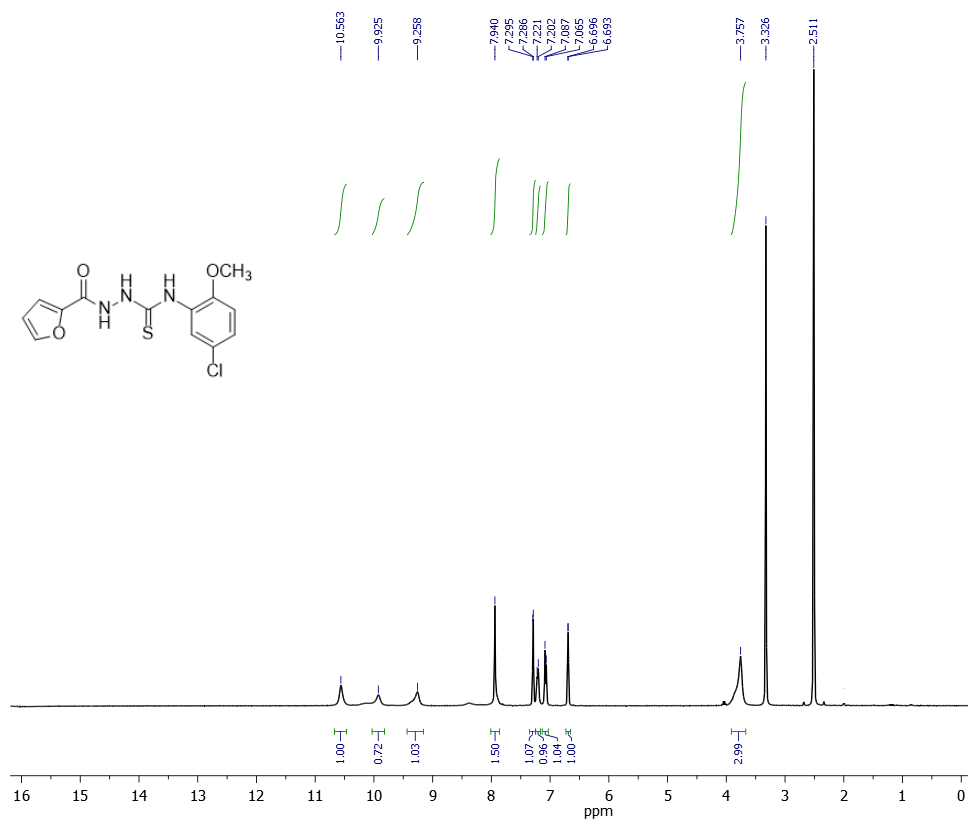 10.563
9.925
9.258
7.940
7.295
7.286
7.221
7.202
7.087
7.065
6.696
6.693
3.757
3.326
2.511
O
OCH₃
H
H
N
N
N
H
O
S
Cl
1.00
0.72
1.03
1.50
1.07
0.96
1.04
1.00
2.99
16 15 14 13 12 11 10 9 8 7 6 5 4 3 2 1 0
ppm